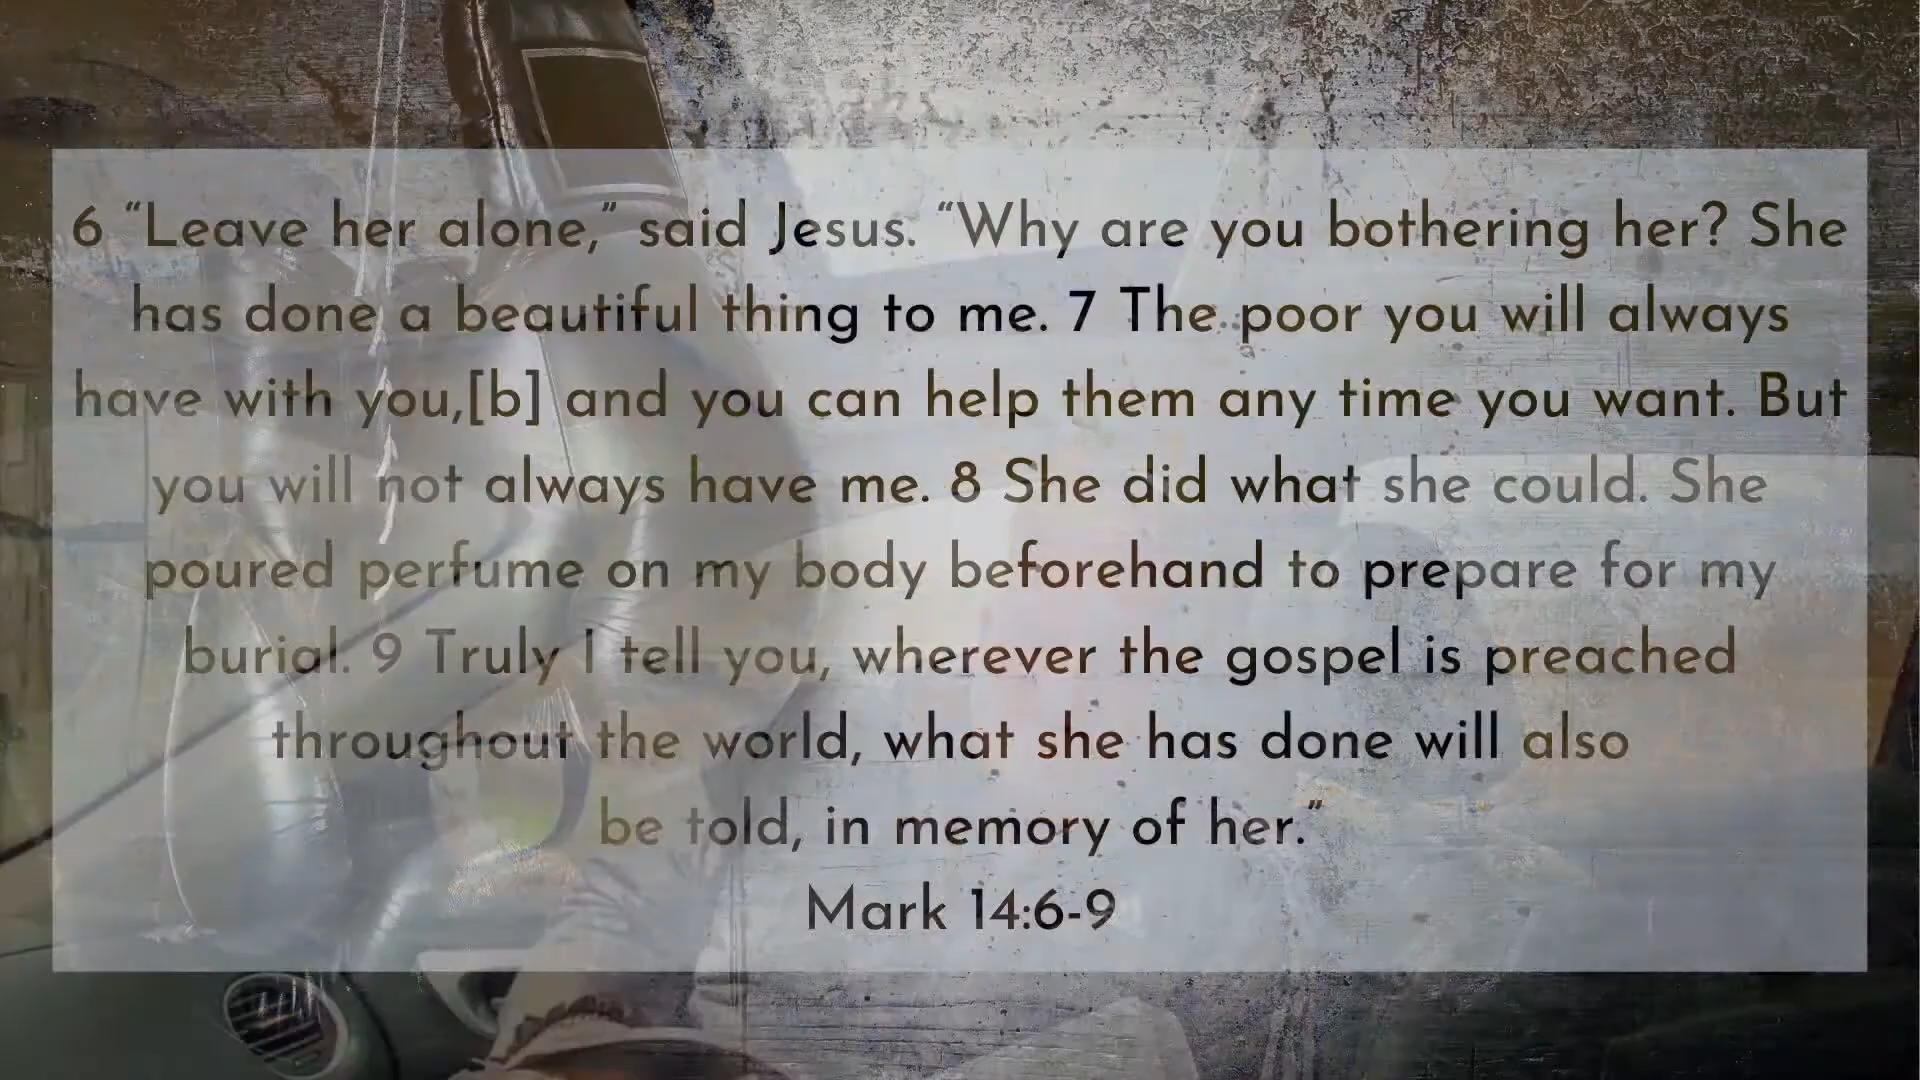 6 “Leave her alone,” said Jesus. “Why are you bothering her? She
has done a beautiful thing to me. 7 The poor you will always
have with you,[b] and you can help them any time you want. But
you will not always have me. 8 She did what she could. She
poured perfume on my body beforehand to prepare for my
burial. 9 Truly I tell you, wherever the gospel is preached
throughout the world, what she has done will also
be told, in memory of her.”
Mark 14:6-9